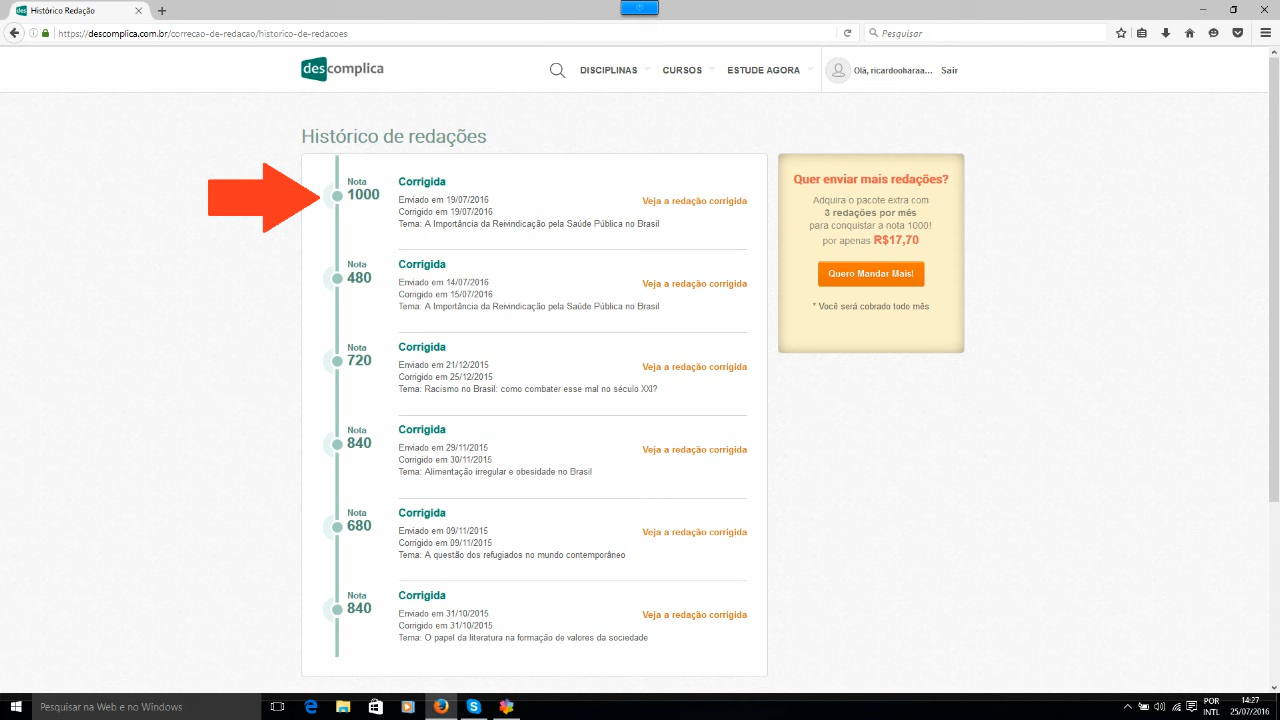 Histórico Redação
https://descomplica.com.br/correcao-de-redacao/historico-de-redacoes
Pesquisar
descomplica
DISCIPLINAS CURSOS ESTUDE AGORA Olá, ricardooharaa... Sair
Histórico de redações
Nota
1000
Corrigida
Enviado em 19/07/2016
Corrigido em 19/07/2016
Tema: A Importância da Reivindicação pela Saúde Pública no Brasil
Veja a redação corrigida
Nota
480
Corrigida
Enviado em 14/07/2016
Corrigido em 15/07/2016
Tema: A Importância da Reivindicação pela Saúde Pública no Brasil
Veja a redação corrigida
Nota
720
Corrigida
Enviado em 21/12/2015
Corrigido em 25/12/2015
Tema: Racismo no Brasil: como combater esse mal no século XXI?
Veja a redação corrigida
Nota
840
Corrigida
Enviado em 29/11/2015
Corrigido em 30/11/2015
Tema: Alimentação irregular e obesidade no Brasil
Veja a redação corrigida
Nota
680
Corrigida
Enviado em 09/11/2015
Corrigido em 09/11/2015
Tema: A questão dos refugiados no mundo contemporâneo
Veja a redação corrigida
Nota
840
Corrigida
Enviado em 31/10/2015
Corrigido em 31/10/2015
Tema: O papel da literatura na formação de valores da sociedade
Veja a redação corrigida
Quer enviar mais redações?
Adquira o pacote extra com
3 redações por mês
para conquistar a nota 1000!
por apenas R$17,70
Quero Mandar Mais!
* Você será cobrado todo mês
Pesquisar na Web e no Windows
POR
INTL
14:27
25/07/2016